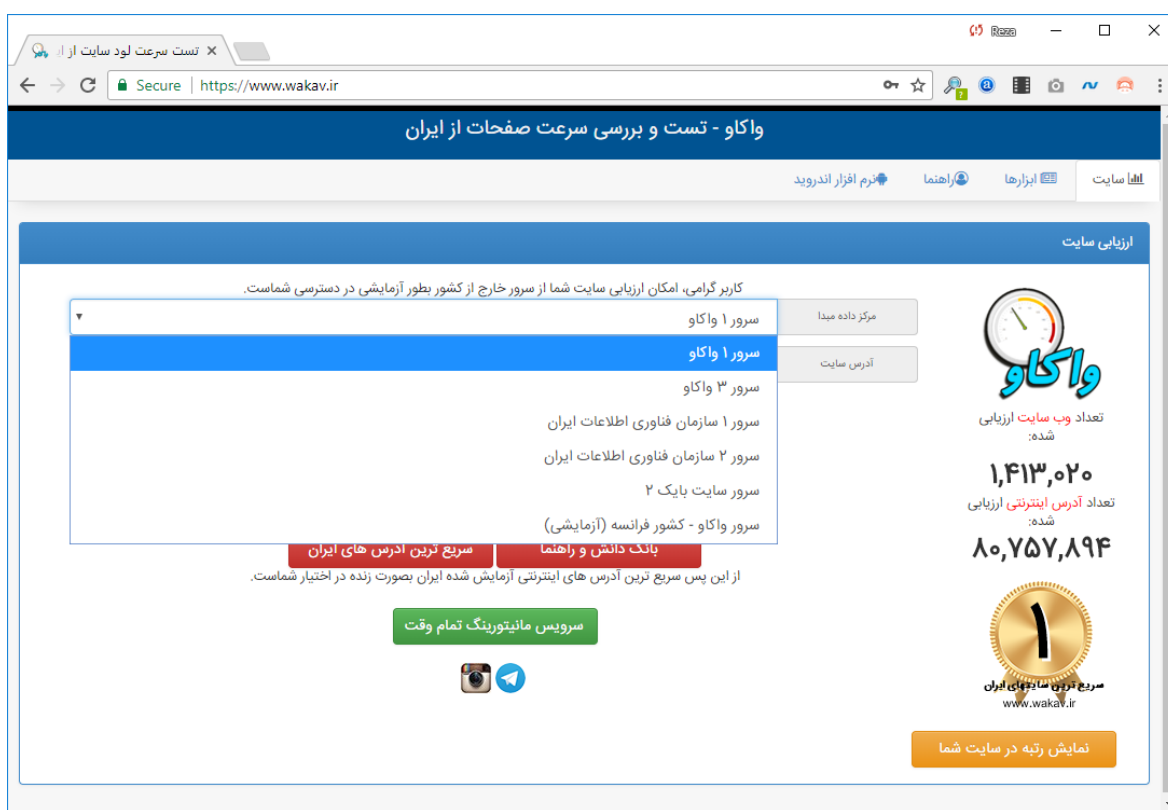 تست سرعت لود سایت از ای
Reza
Secure | https://www.wakav.ir
واکاو - تست و بررسی سرعت صفحات از ایران
سایت
ابزارها
راهنما
نرم افزار اندروید
ارزیابی سایت
کاربر گرامی، امکان ارزیابی سایت شما از سرور خارج از کشور بطور آزمایشی در دسترسی شماست.
مرکز داده مبدا
سرور ۱ واکاو
آدرس سایت
سرور ۱ واکاو
سرور ۳ واکاو
سرور ۱ سازمان فناوری اطلاعات ایران
سرور ۲ سازمان فناوری اطلاعات ایران
سرور سایت بایک ۲
سرور واکاو - کشور فرانسه (آزمایشی)
بانک دانش و راهنما
سریع ترین آدرس های ایران
از این پس سریع ترین آدرس های اینترنتی آزمایش شده ایران بصورت زنده در اختیار شماست.
سرویس مانیتورینگ تمام وقت
واکاو
تعداد وب سایت ارزیابی
شده:
۱,۴۱۳,۰۲۰
تعداد آدرس اینترنتی ارزیابی
شده:
۸۰,۷۵۷,۸۹۴
۱
سریع ترین سایتهای ایران
www.wakav.ir
نمایش رتبه در سایت شما